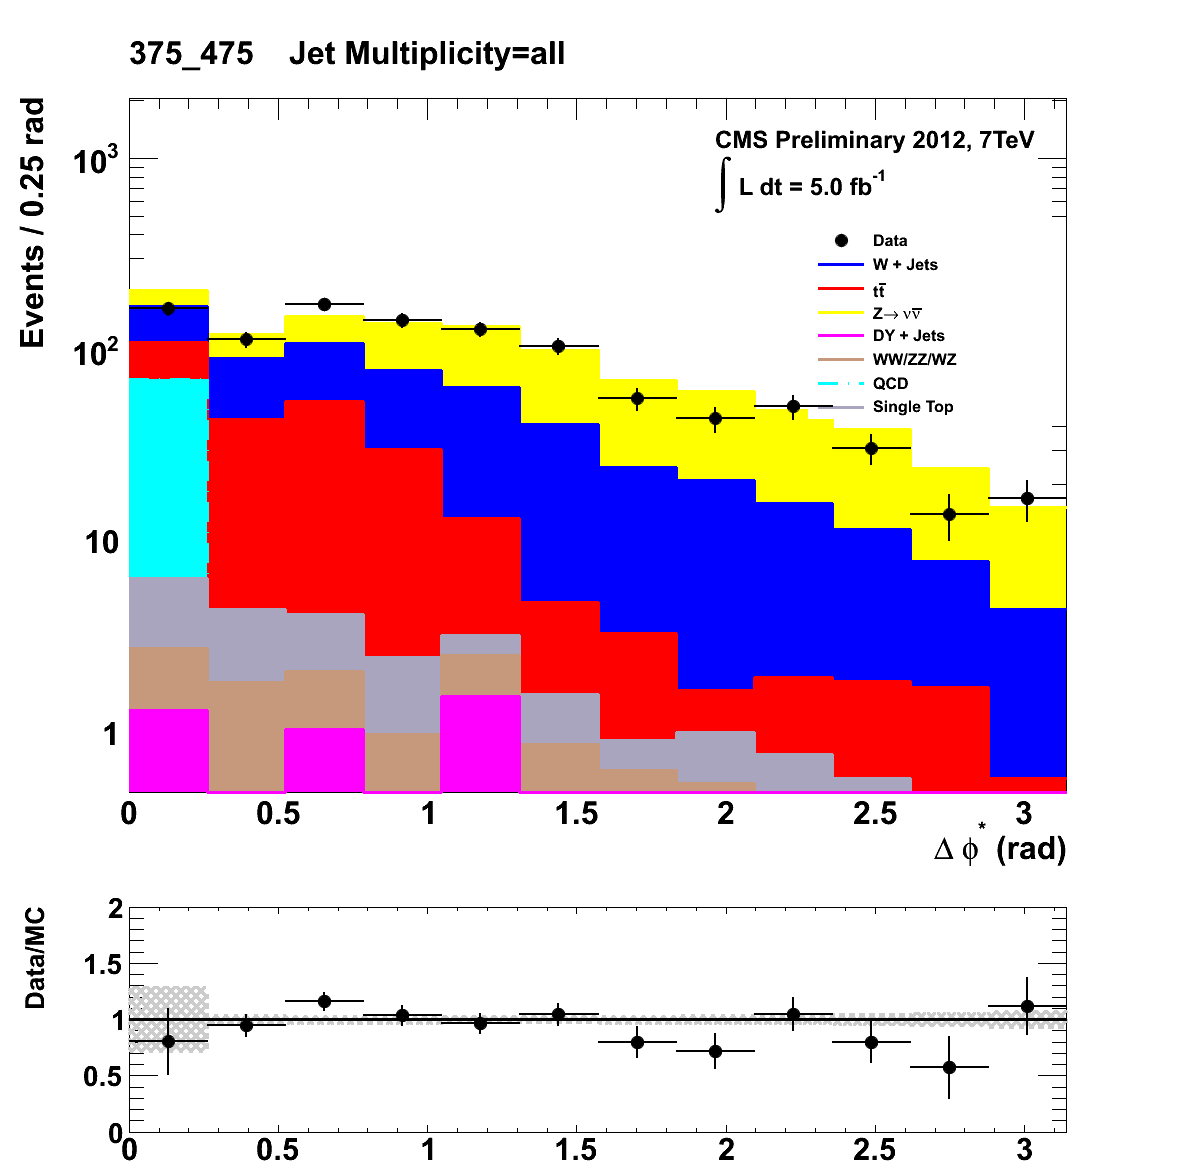 375_475 Jet Multiplicity=all
Events / 0.25 rad
CMS Preliminary 2012, 7TeV
∫ L dt = 5.0 fb⁻¹
Data
W + Jets
tt̅
Z→ νν̅
DY + Jets
WW/ZZ/WZ
QCD
Single Top
10³
10²
10
1
0 0.5 1 1.5 2 2.5 3
Δ ϕ* (rad)
Data/MC
2
1.5
1
0.5
0
0 0.5 1 1.5 2 2.5 3